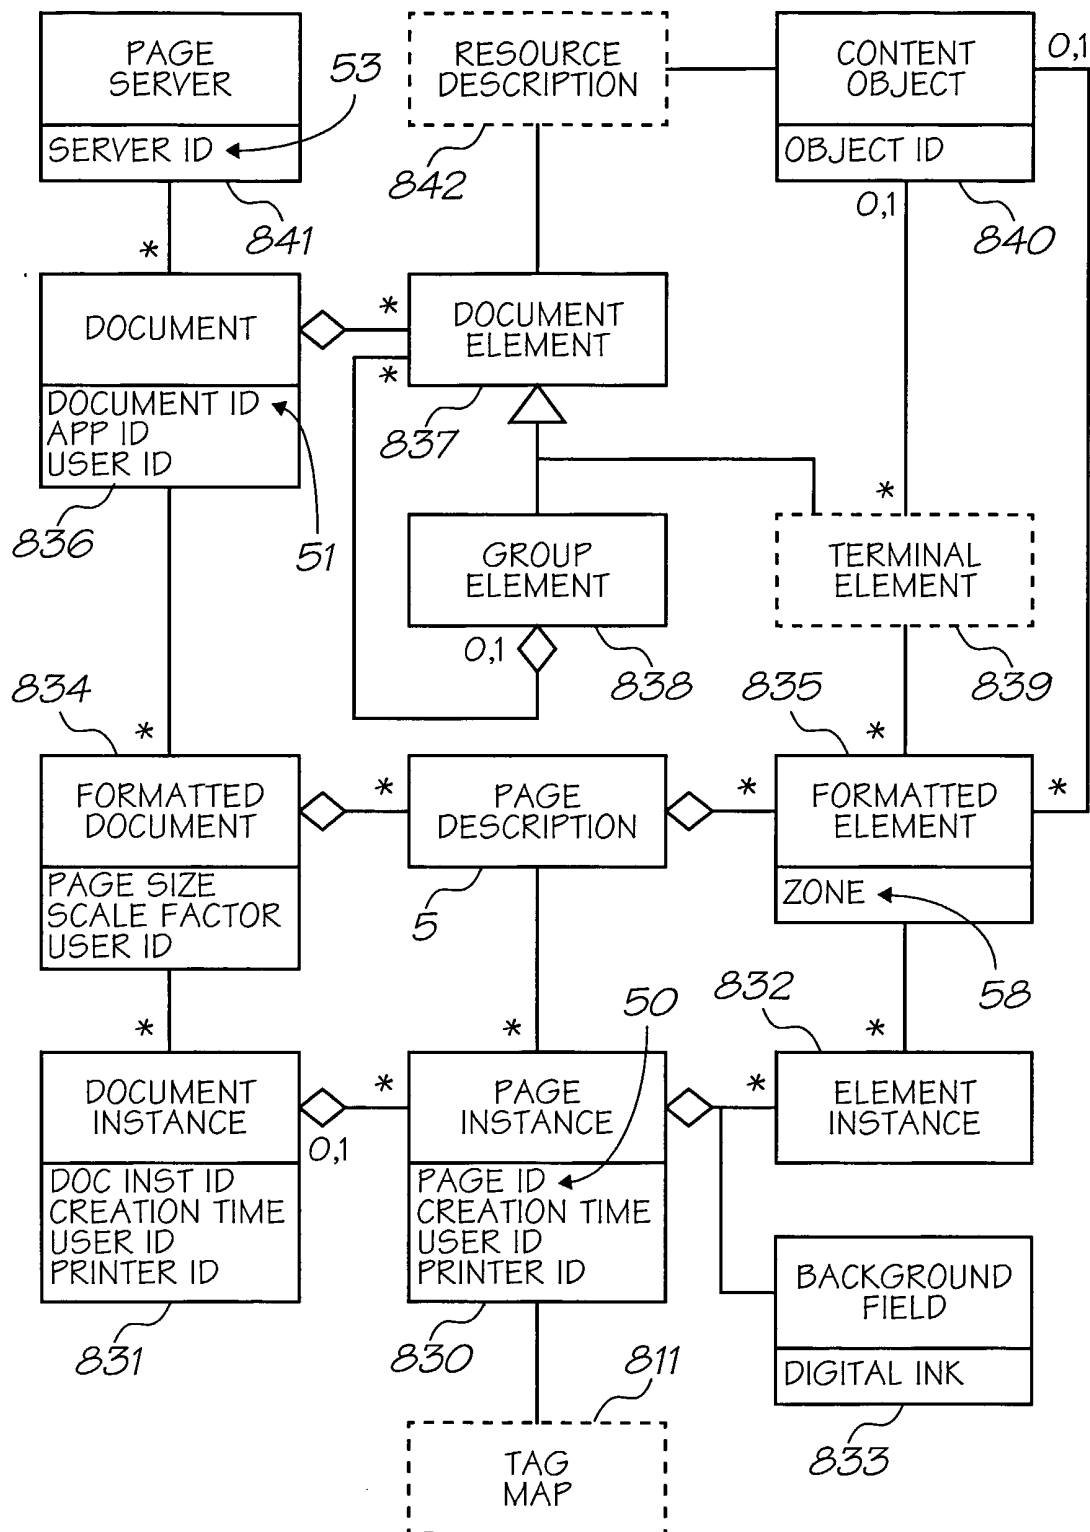 PAGE
SERVER
SERVER ID
53
841
*
RESOURCE
DESCRIPTION
842
CONTENT
OBJECT
OBJECT ID
0,1
0,1
840
DOCUMENT
DOCUMENT ID
APP ID
USER ID
836
51
*
*
DOCUMENT
ELEMENT
837
GROUP
ELEMENT
0,1
838
*
TERMINAL
ELEMENT
839
834
*
FORMATTED
DOCUMENT
PAGE SIZE
SCALE FACTOR
USER ID
*
PAGE
DESCRIPTION
5
835
*
*
*
FORMATTED
ELEMENT
ZONE
58
*
DOCUMENT
INSTANCE
0,1
DOC INST ID
CREATION TIME
USER ID
PRINTER ID
831
*
*
50
PAGE
INSTANCE
PAGE ID
CREATION TIME
USER ID
PRINTER ID
830
832
*
*
ELEMENT
INSTANCE
BACKGROUND
FIELD
DIGITAL INK
833
811
TAG
MAP